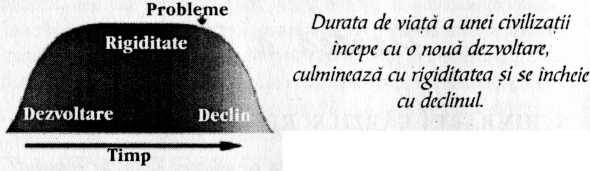 Probleme
Rigiditate
Dezvoltare
Declin
Timp
Durata de viață a unei civilizații
începe cu o nouă dezvoltare,
culminează cu rigiditatea și se încheie
cu declinul.